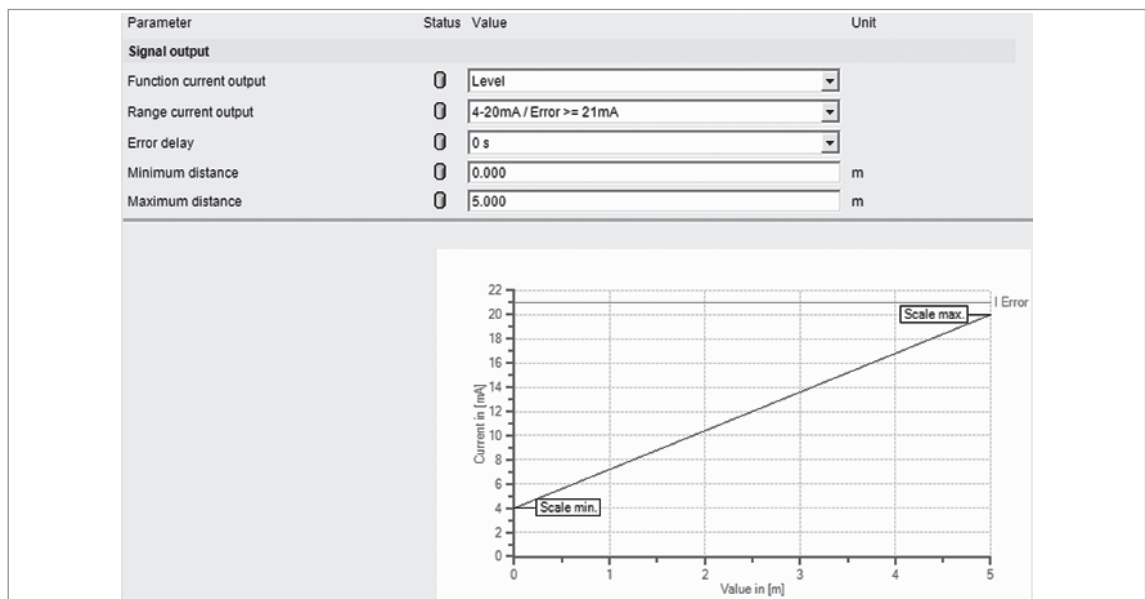 Parameter Status Value Unit
Signal output
Function current output Level
Range current output 4-20mA / Error >= 21mA
Error delay 0 s
Minimum distance 0.000 m
Maximum distance 5.000 m
22
I Error
20
Scale max.
18
16
14
12
10
8
6
4
Scale min.
2
0
Current in [mA]
0 1 2 3 4 5
Value in [m]